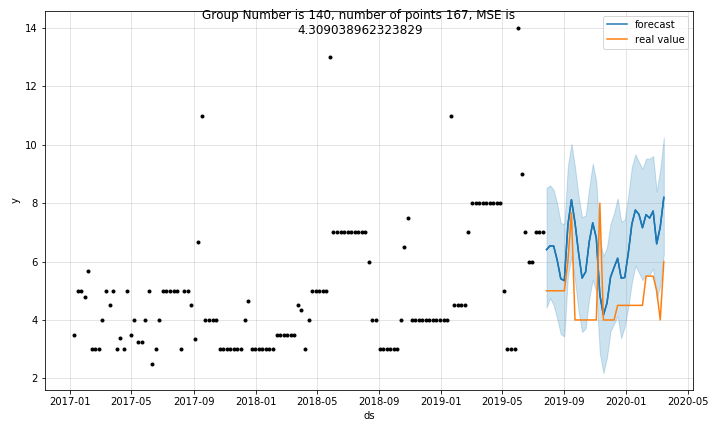 Group Number is 140, number of points 167, MSE is
4.309038962323829
forecast
real value
14
12
10
8
6
4
2
y
2017-01 2017-05 2017-09 2018-01 2018-05 2018-09 2019-01 2019-05 2019-09 2020-01 2020-05
ds